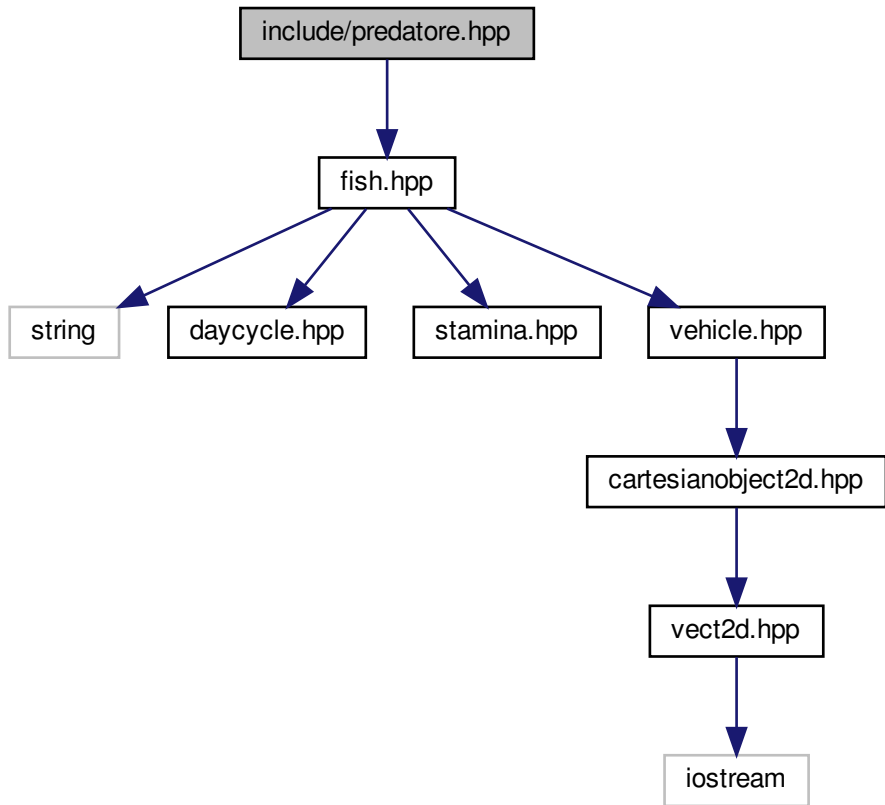 include/predatore.hpp
fish.hpp
string
daycycle.hpp
stamina.hpp
vehicle.hpp
cartesianobject2d.hpp
vect2d.hpp
iostream